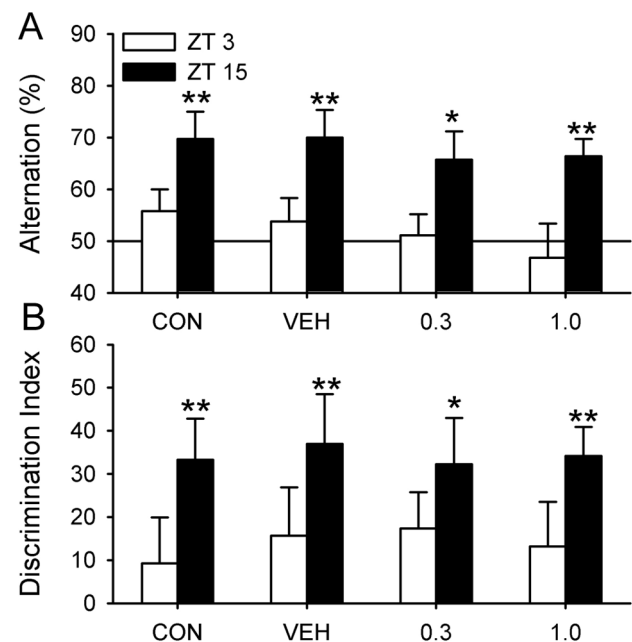 A
90
ZT 3
80
ZT 15
** ** * **
70
60
50
40
Alternation (%)
CON VEH 0.3 1.0
B
60
50
** ** * **
40
30
20
10
0
Discrimination Index
CON VEH 0.3 1.0